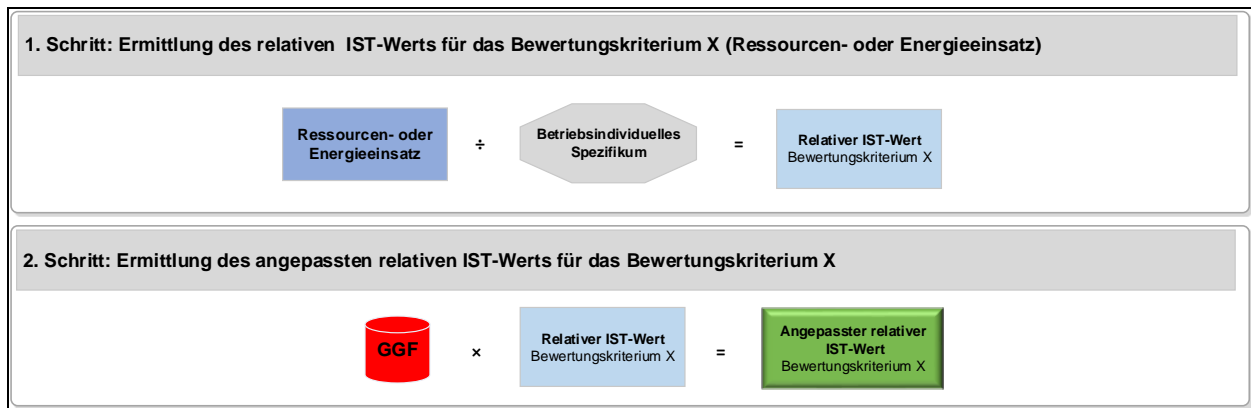 1. Schritt: Ermittlung des relativen IST-Werts für das Bewertungskriterium X (Ressourcen- oder Energieeinsatz)
Ressourcen- oder
Energieeinsatz
÷
Betriebsindividuelles
Spezifikum
=
Relativer IST-Wert
Bewertungskriterium X
2. Schritt: Ermittlung des angepassten relativen IST-Werts für das Bewertungskriterium X
GGF
×
Relativer IST-Wert
Bewertungskriterium X
=
Angepasster relativer
IST-Wert
Bewertungskriterium X